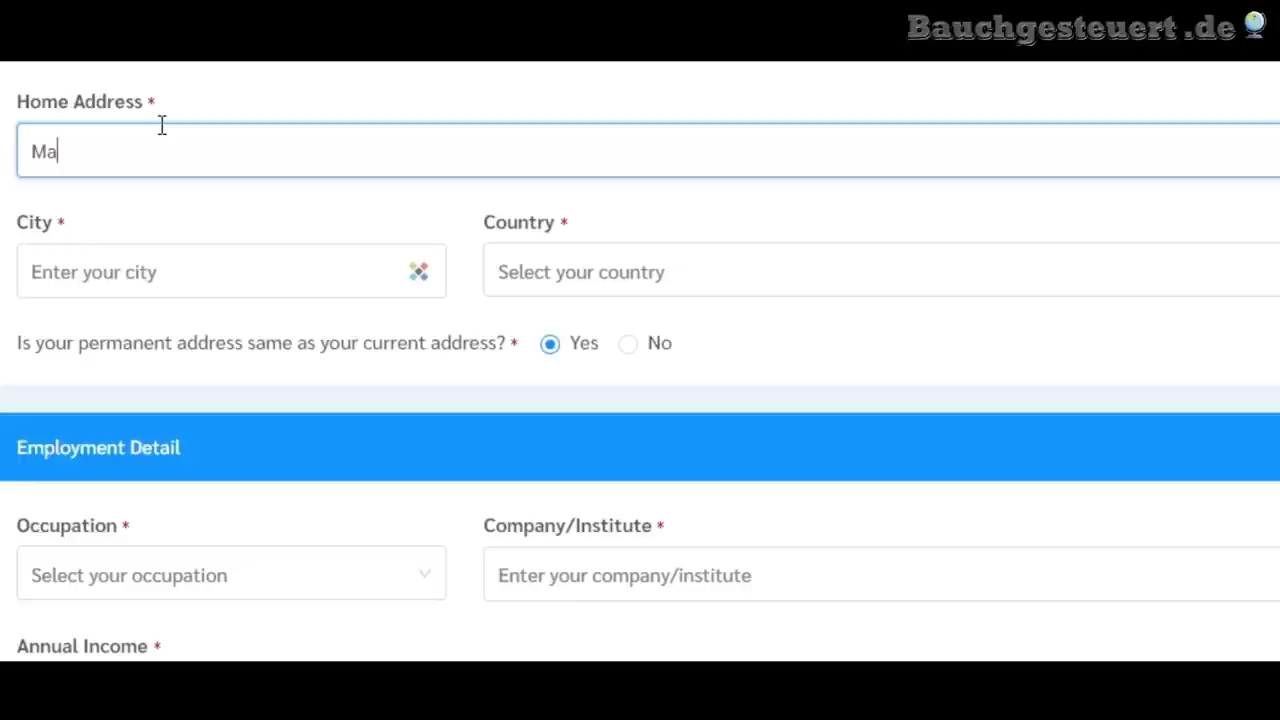 Bauchgesteuert.de
Home Address *
Ma
City *
Country *
Enter your city
Select your country
Is your permanent address same as your current address? *
Yes
No
Employment Detail
Occupation *
Company/Institute *
Select your occupation
Enter your company/institute
Annual Income *